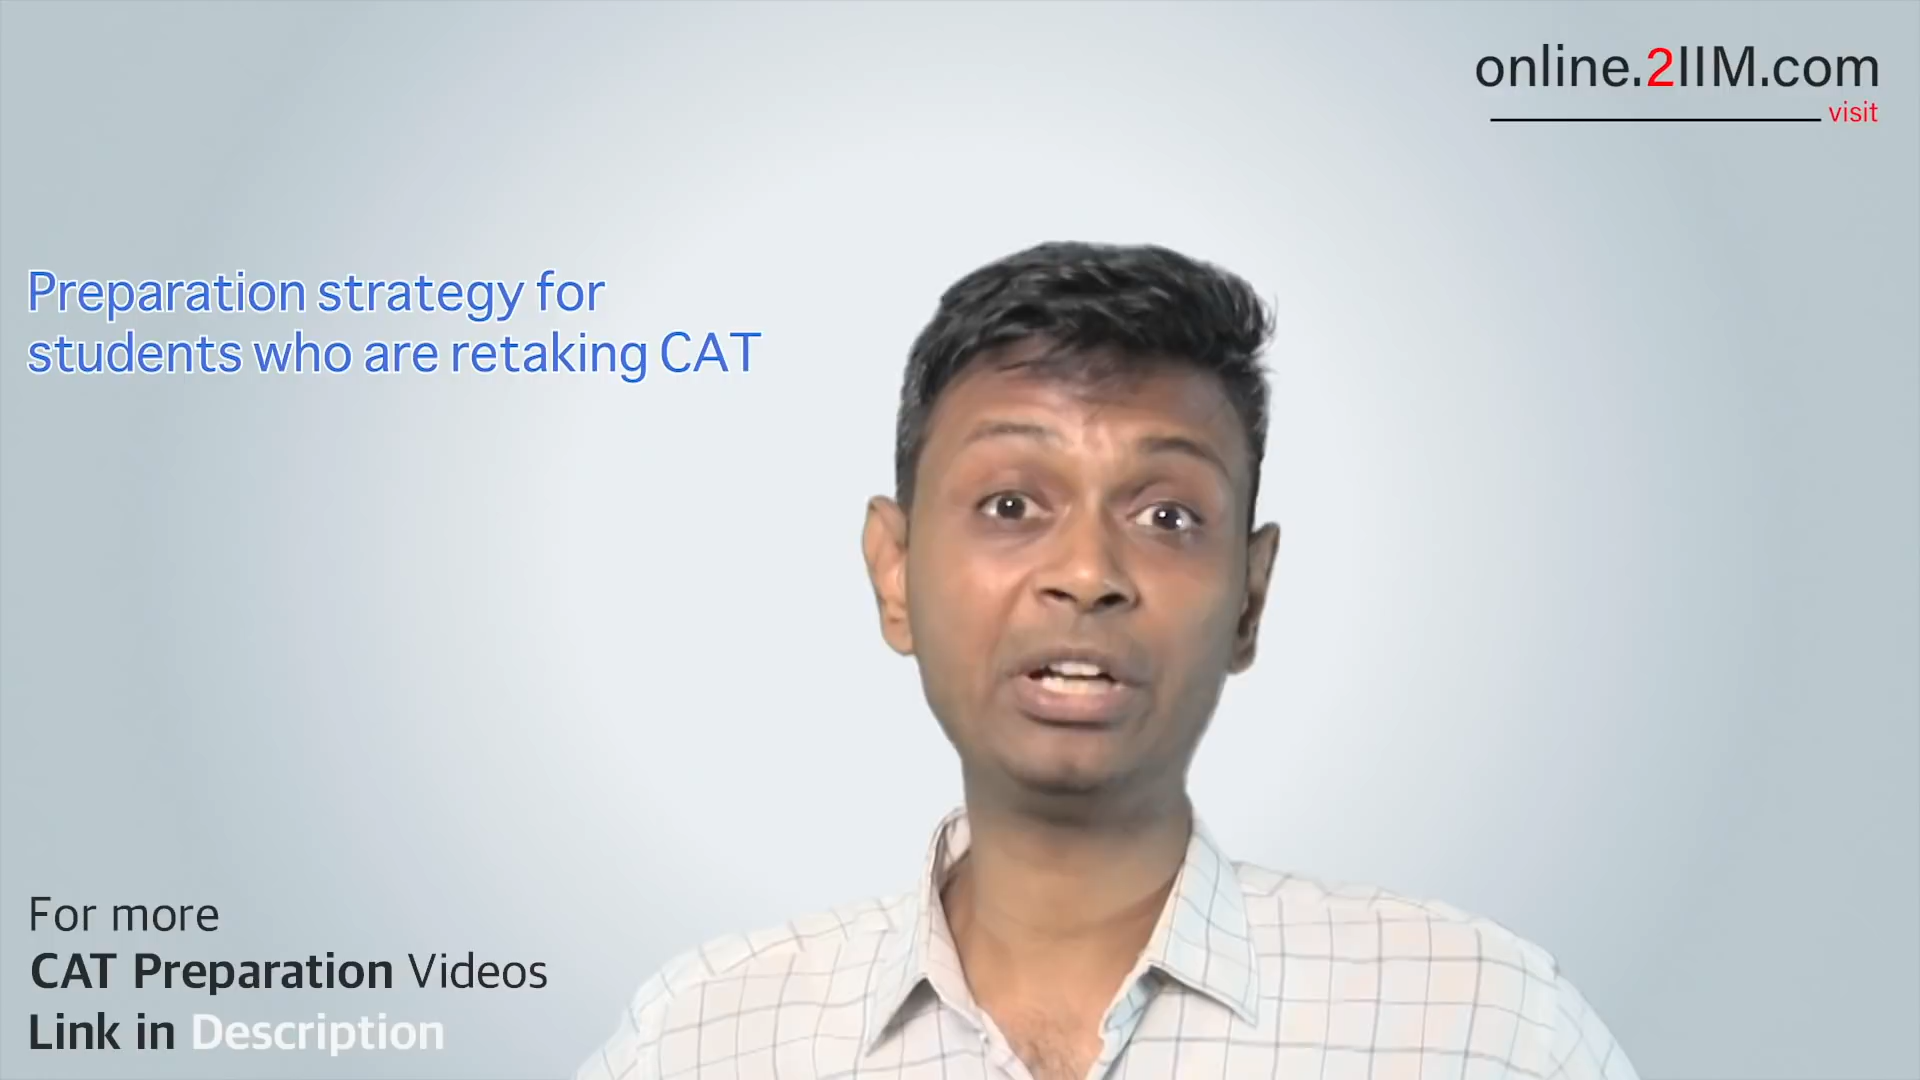 online.2IIM.com
visit
Preparation strategy for
students who are retaking CAT
For more
CAT Preparation Videos
Link in Description